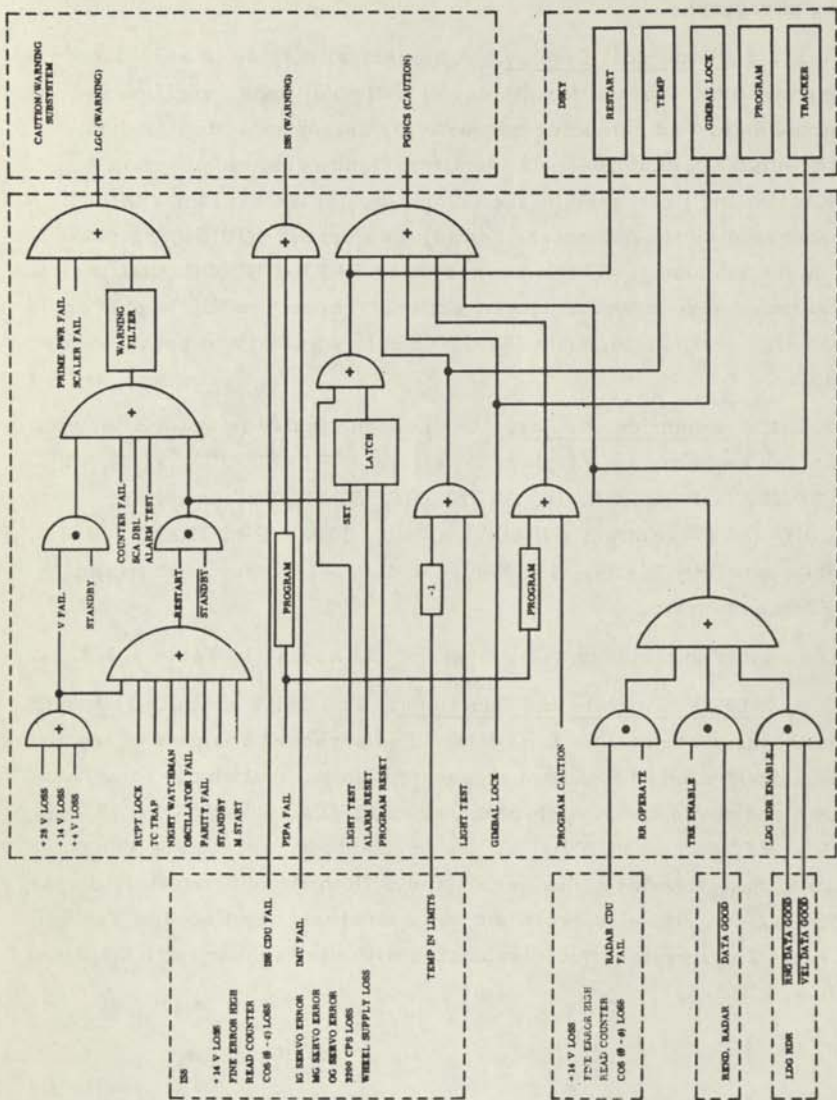 +28 V LOSS
+14 V LOSS
+4 V LOSS
V FAIL
STANDBY
RUPT LOCK
TC TRAP
NIGHT WATCHMAN
OSCILLATOR FAIL
PARITY FAIL
STANDBY
M START
RESTART
STANDBY
COUNTER FAIL
SCA DBL
ALARM TEST
WARNING
FILTER
PRIME PWR FAIL
SCALER FAIL
CAUTION/WARNING
SUBSYSTEM
LGC (WARNING)
ISS
+14 V LOSS
FINE ERROR HIGH
READ COUNTER
COS (θ - ϕ) LOSS
ISS CDU FAIL
IG SERVO ERROR
MG SERVO ERROR
OG SERVO ERROR
3200 CPS LOSS
WHEEL SUPPLY LOSS
IMU FAIL
PIPA FAIL
PROGRAM
ISS (WARNING)
LIGHT TEST
ALARM RESET
PROGRAM RESET
SET
LATCH
PGNCS (CAUTION)
TEMP IN LIMITS
-1
LIGHT TEST
GIMBAL LOCK
PROGRAM
PROGRAM CAUTION
DSKY
RESTART
TEMP
GIMBAL LOCK
PROGRAM
TRACKER
+14 V LOSS
FINE ERROR HIGH
READ COUNTER
COS (θ - ϕ) LOSS
RADAR CDU
FAIL
RR OPERATE
TRK ENABLE
REND. RADAR
DATA GOOD
LDG RDR ENABLE
LDG RDR
RNG DATA GOOD
VEL DATA GOOD